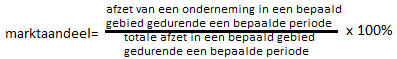 afzet van een onderneming in een bepaald
gebied gedurende een bepaalde periode
marktaandeel= x 100%
totale afzet in een bepaald gebied
gedurende een bepaalde periode